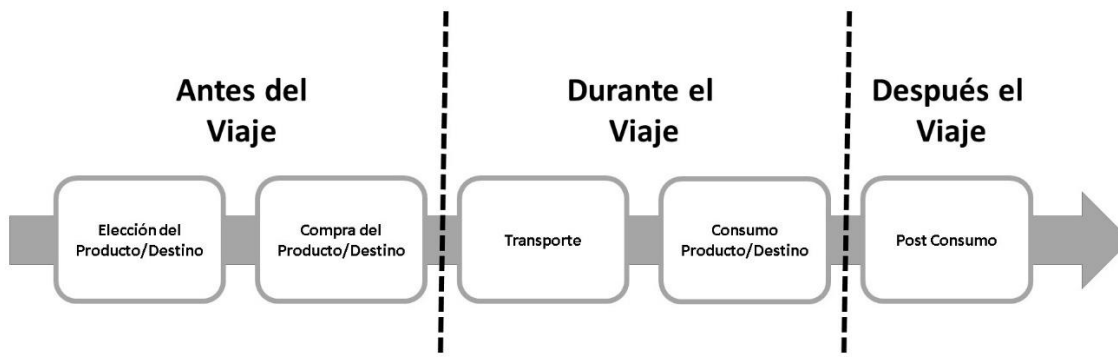 Antes del
Viaje
Durante el
Viaje
Después el
Viaje
Elección del
Producto/Destino
Compra del
Producto/Destino
Transporte
Consumo
Producto/Destino
Post Consumo